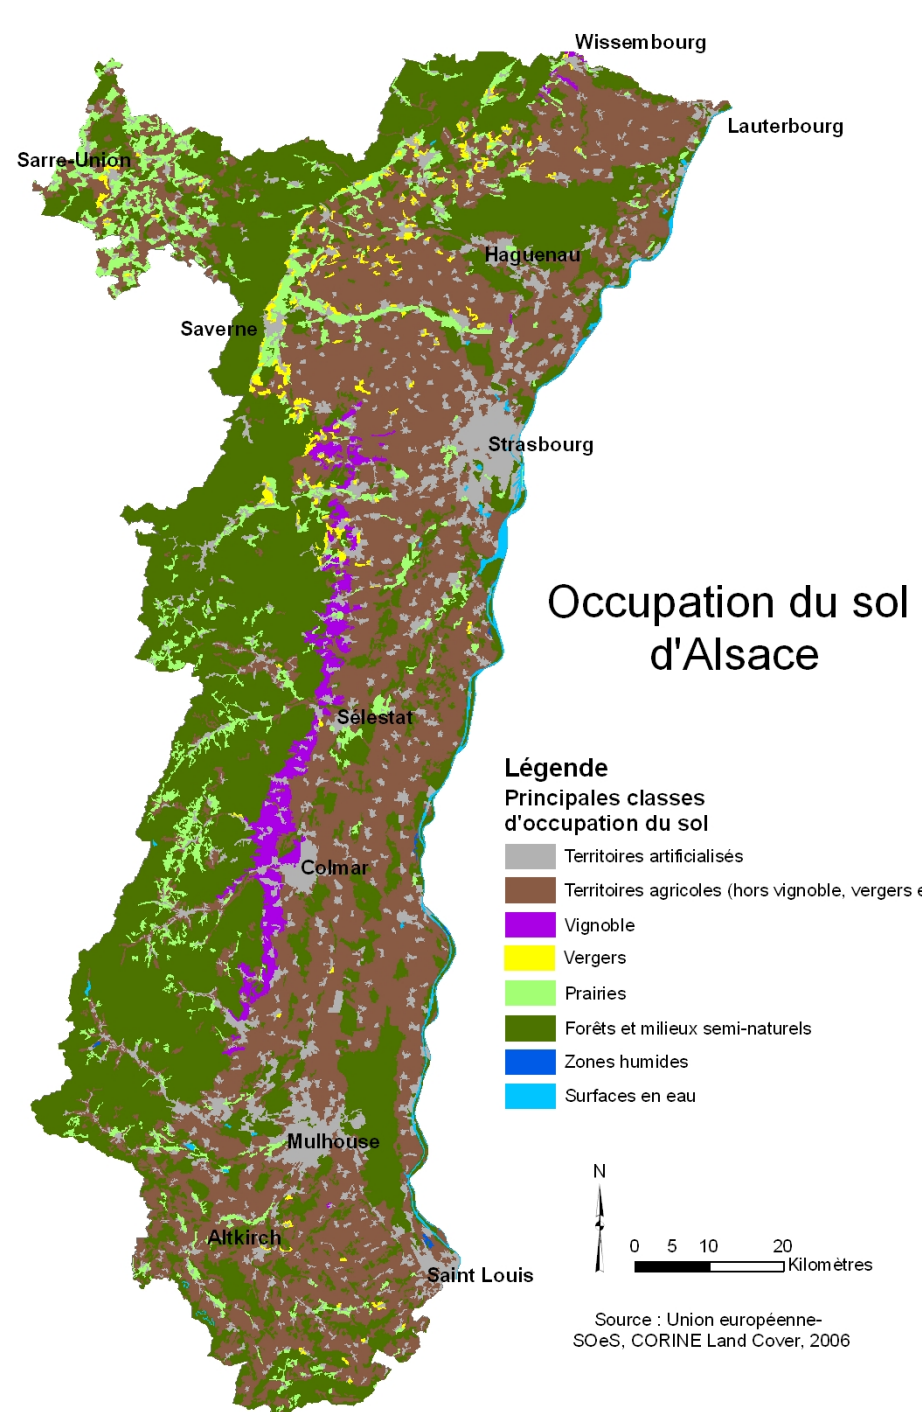 Wissembourg
Lauterbourg
Sarre-Union
Haguenau
Saverne
Strasbourg
Occupation du sol
d'Alsace
Sélestat
Légende
Principales classes
d'occupation du sol
Territoires artificialisés
Colmar
Territoires agricoles (hors vignoble, vergers e
Vignoble
Vergers
Prairies
Forêts et milieux semi-naturels
Zones humides
Surfaces en eau
Mulhouse
N
Altkirch
0 5 10 20
Kilomètres
Saint Louis
Source : Union européenne-
SOeS, CORINE Land Cover, 2006